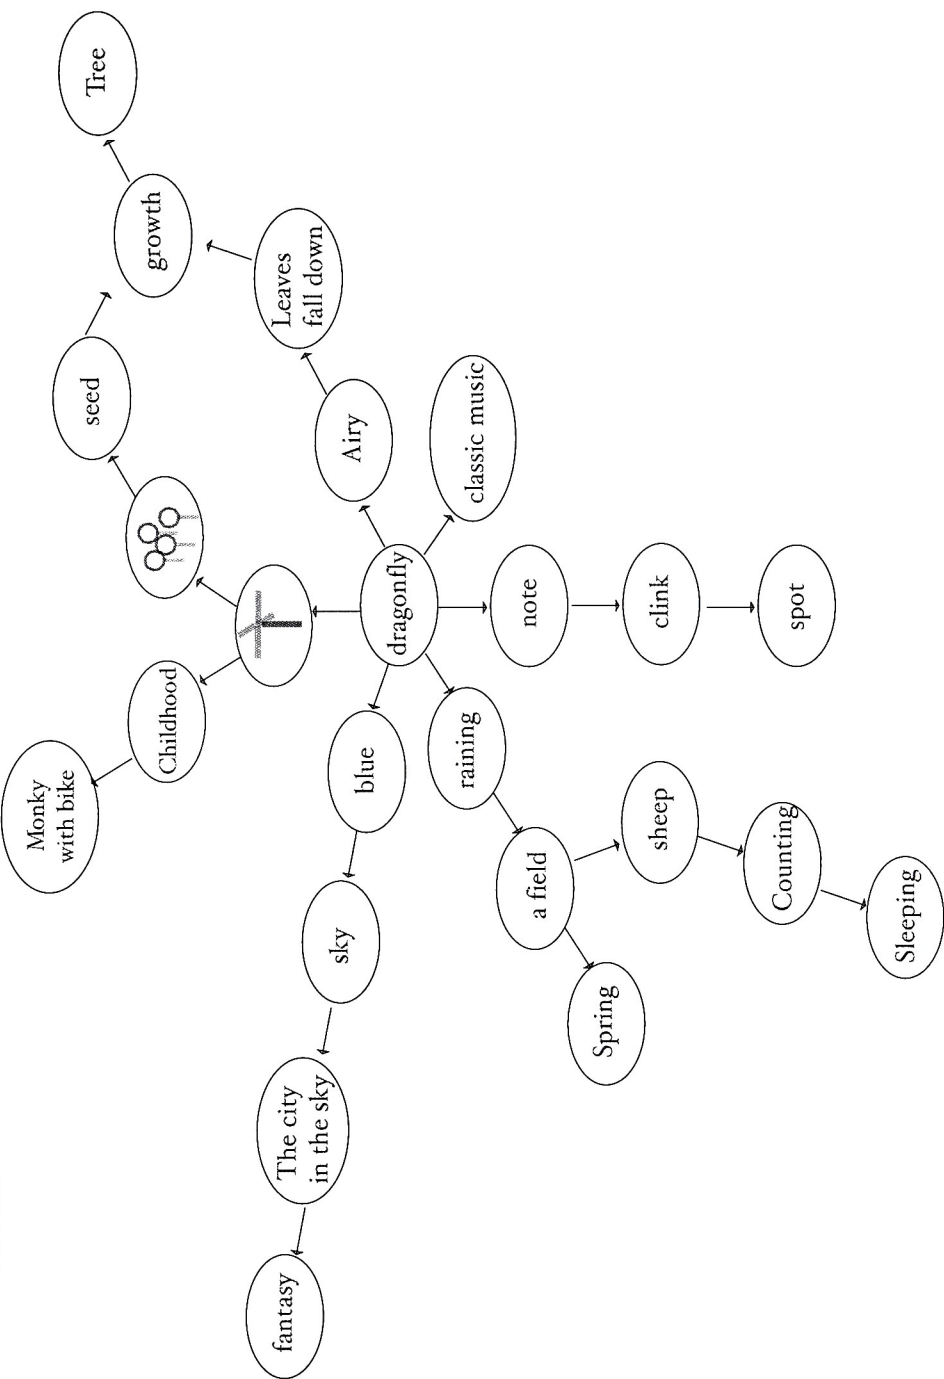 Tree
growth
Leaves
fall down
seed
Airy
classic music
dragonfly
note
clink
spot
Childhood
Monky
with bike
blue
raining
sky
a field
sheep
Counting
Sleeping
Spring
The city
in the sky
fantasy